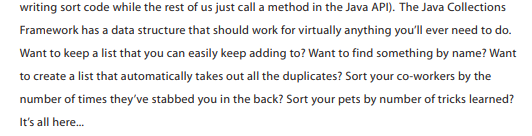 writing sort code while the rest of us just call a method in the Java API). The Java Collections
Framework has a data structure that should work for virtually anything you'll ever need to do.
Want to keep a list that you can easily keep adding to? Want to find something by name? Want
to create a list that automatically takes out all the duplicates? Sort your co-workers by the
number of times they've stabbed you in the back? Sort your pets by number of tricks learned?
It's all here...